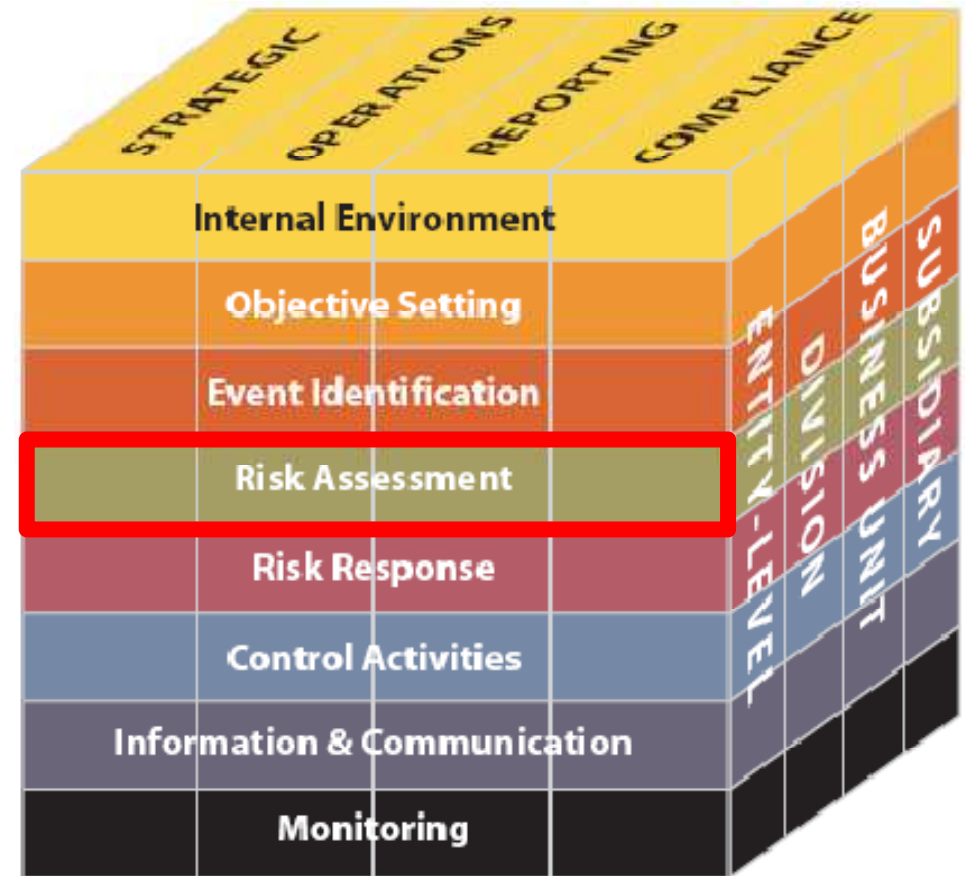 STRATEGIC
OPERATIONS
REPORTING
COMPLIANCE
Internal Environment
Objective Setting
Event Identification
Risk Assessment
Risk Response
Control Activities
Information & Communication
Monitoring
ENTITY-LEVEL
DIVISION
BUSINESS UNIT
SUBSIDIARY